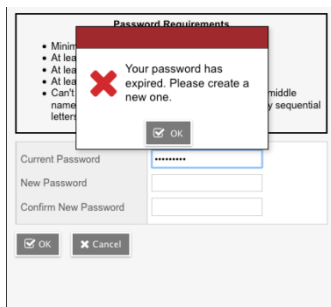 Password Requirements
• Minim
• At lea
• At lea
• At lea
• Can't middle
name y sequential
letters
Your password has
expired. Please create a
new one.
OK
Current Password •••••••••
New Password
Confirm New Password
OK Cancel